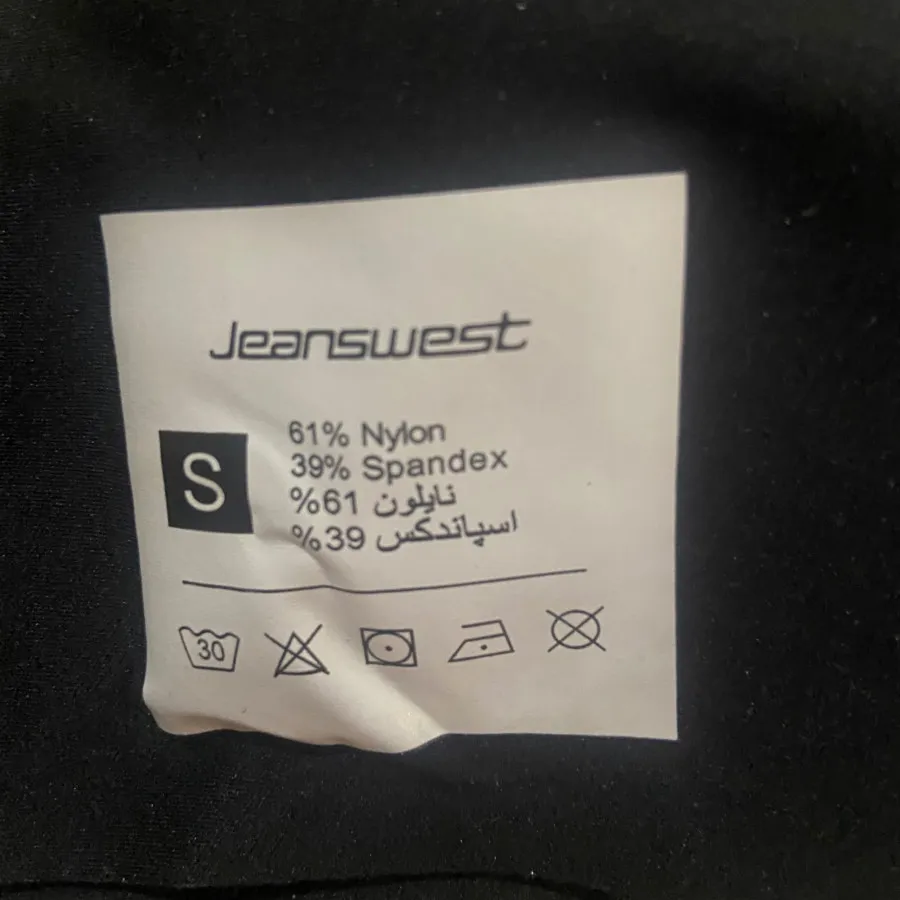 Jeanswest
S
61% Nylon
39% Spandex
نایلون 61%
اسپاندکس 39%
30